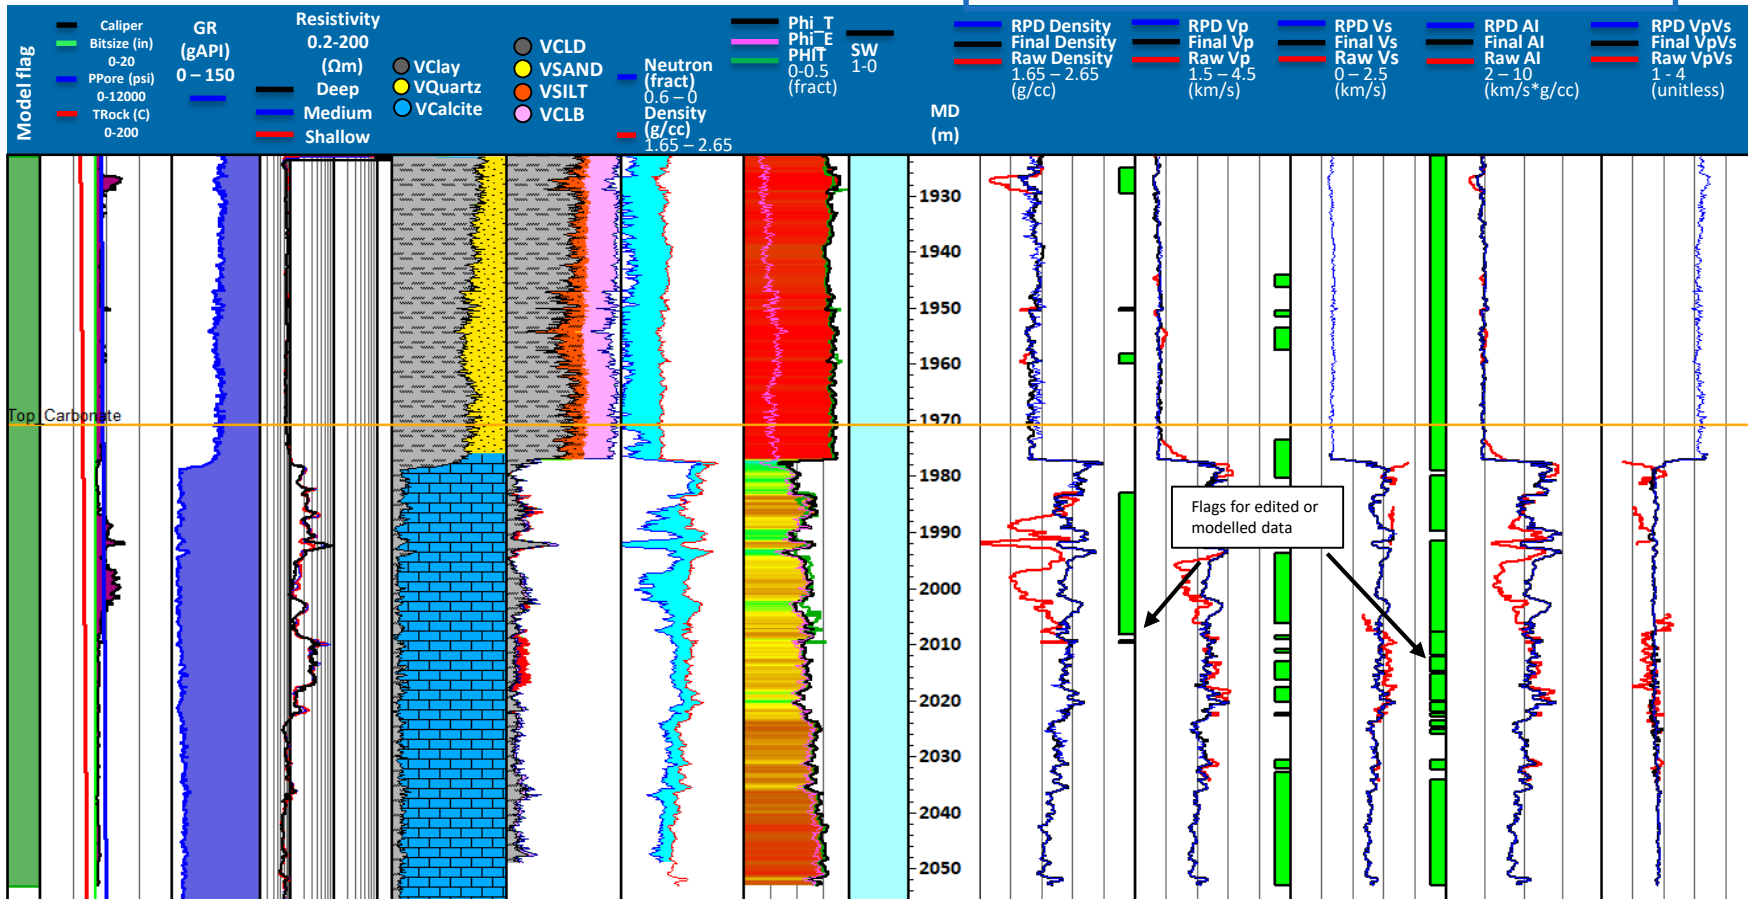 Model flag
Caliper
Bitsize (in)
0-20
PPore (psi)
0-12000
TRock (C)
0-200
GR
(gAPI)
0 – 150
Resistivity
0.2-200
(Ωm)
Deep
Medium
Shallow
VClay
VQuartz
VCalcite
VCLD
VSAND
VSILT
VCLB
Neutron
(fract)
0.6 – 0
Density
(g/cc)
1.65 – 2.65
Phi_T
Phi_E
PHIT
0-0.5
(fract)
SW
1-0
MD
(m)
RPD Density
Final Density
Raw Density
1.65 – 2.65
(g/cc)
RPD Vp
Final Vp
Raw Vp
1.5 – 4.5
(km/s)
RPD Vs
Final Vs
Raw Vs
0 – 2.5
(km/s)
RPD AI
Final AI
Raw AI
2 – 10
(km/s*g/cc)
RPD VpVs
Final VpVs
Raw VpVs
1 - 4
(unitless)
1930
1940
1950
1960
Top_Carbonate
1970
1980
1990
2000
2010
2020
2030
2040
2050
Flags for edited or
modelled data